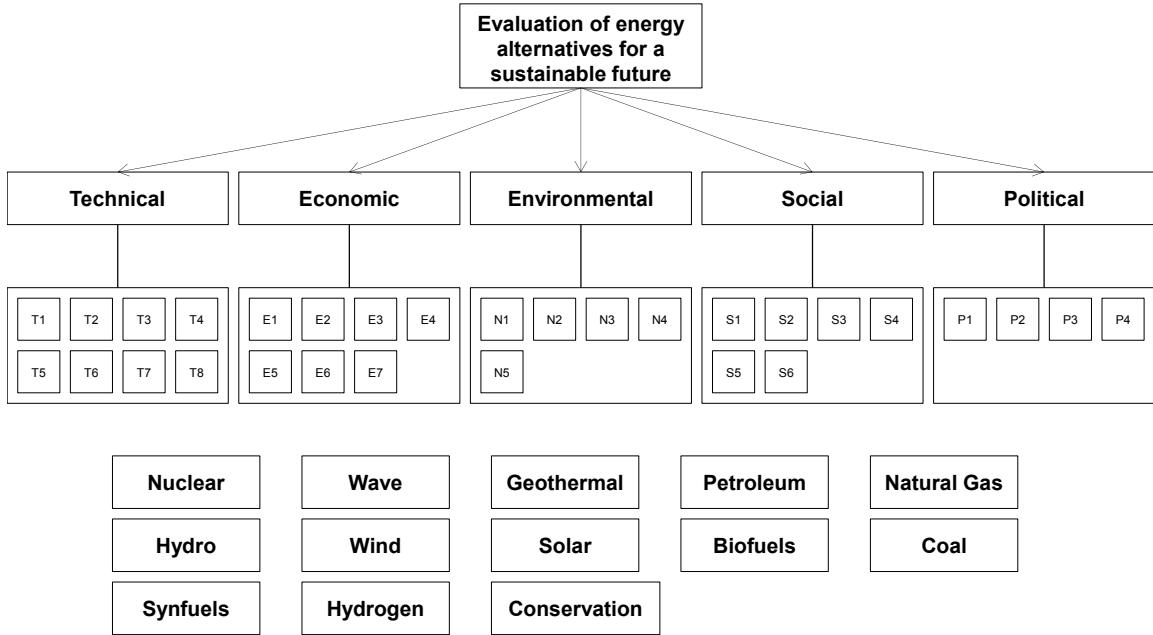 Evaluation of energy
alternatives for a
sustainable future
Technical Economic Environmental Social Political
T1 T2 T3 T4 E1 E2 E3 E4 N1 N2 N3 N4 S1 S2 S3 S4 P1 P2 P3 P4
T5 T6 T7 T8 E5 E6 E7 N5 S5 S6
Nuclear Wave Geothermal Petroleum Natural Gas
Hydro Wind Solar Biofuels Coal
Synfuels Hydrogen Conservation